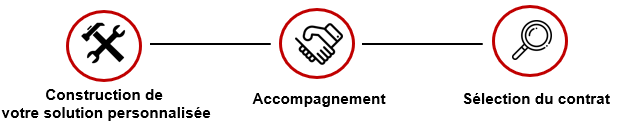 Construction de
votre solution personnalisée
Accompagnement
Sélection du contrat